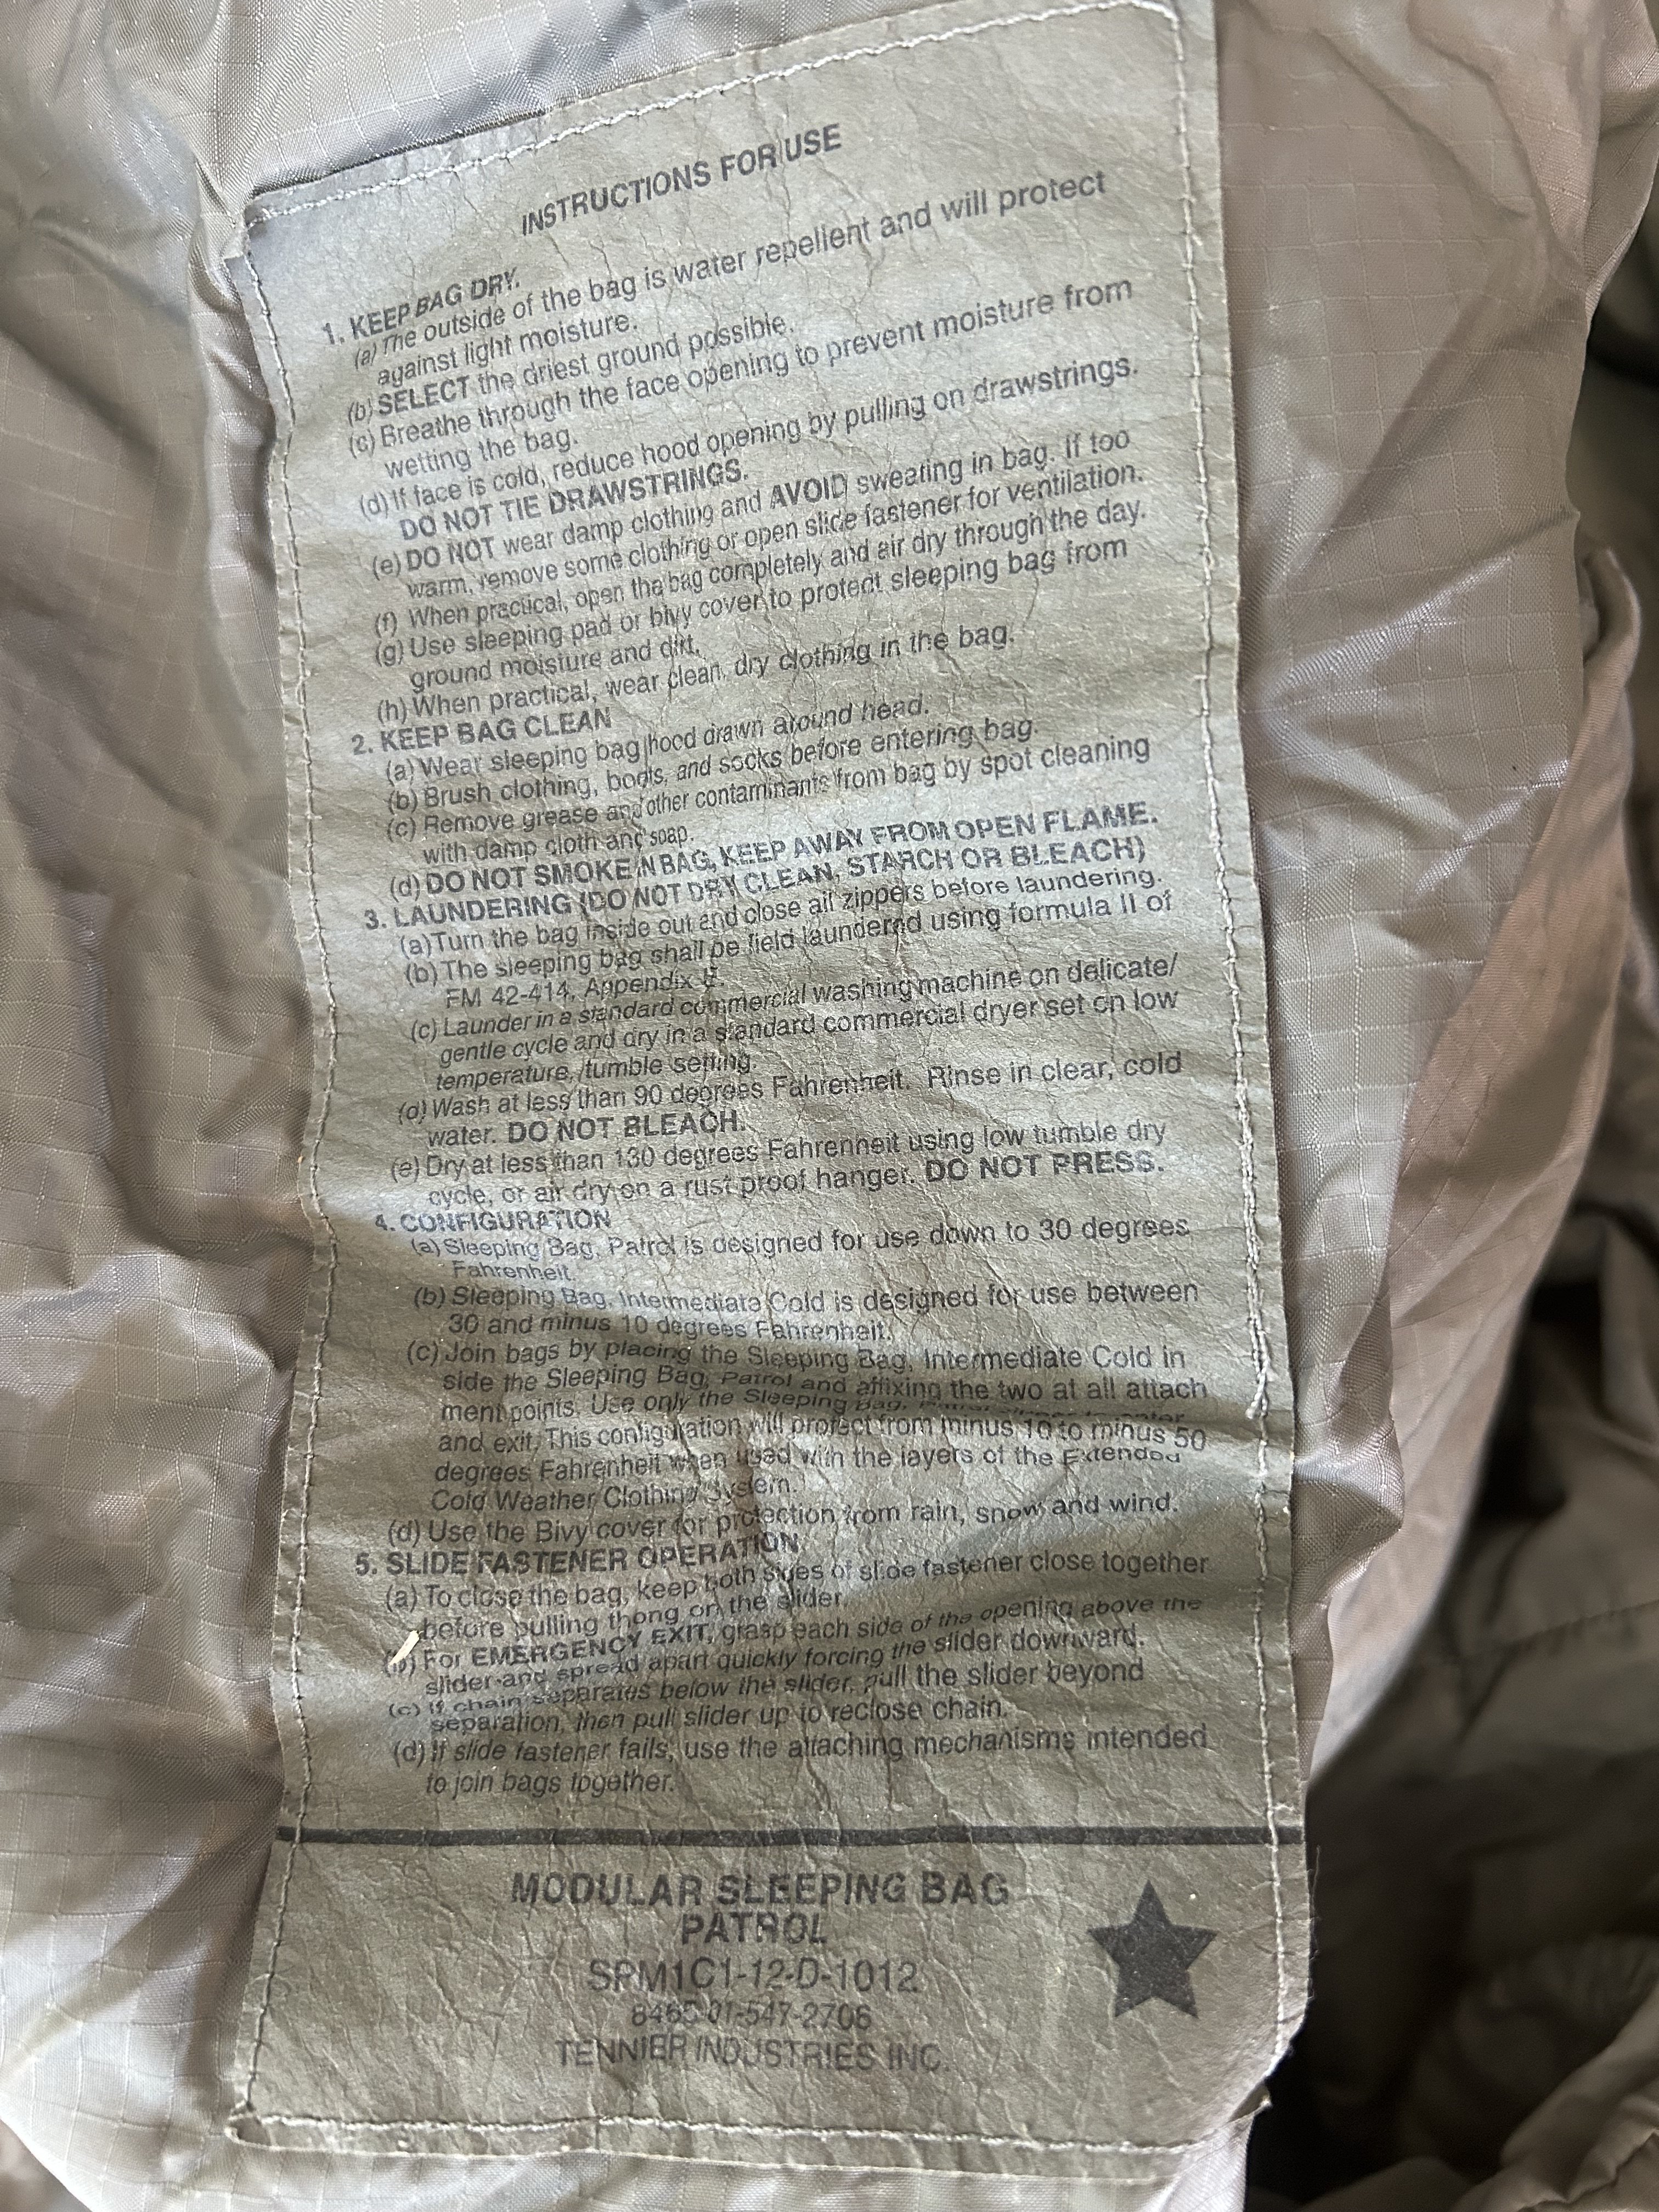 INSTRUCTIONS FOR USE
1. KEEP BAG DRY.
(a) The outside of the bag is water repellent and will protect
against light moisture.
(b) SELECT the driest ground possible.
(c) Breathe through the face opening to prevent moisture from
wetting the bag.
(d) If face is cold, reduce hood opening by pulling on drawstrings.
DO NOT TIE DRAWSTRINGS.
(e) DO NOT wear damp clothing and AVOID sweating in bag. If too
warm, remove some clothing or open slide fastener for ventilation.
(f) When practical, open the bag completely and air dry through the day.
(g) Use sleeping pad or bivy cover to protect sleeping bag from
ground moisture and dirt.
(h) When practical, wear clean, dry clothing in the bag.
2. KEEP BAG CLEAN
(a) Wear sleeping bag hood drawn around head.
(b) Brush clothing, boots, and socks before entering bag.
(c) Remove grease and other contaminants from bag by spot cleaning
with damp cloth and soap.
(d) DO NOT SMOKE IN BAG, KEEP AWAY FROM OPEN FLAME.
3. LAUNDERING (DO NOT DRY CLEAN, STARCH OR BLEACH)
(a) Turn the bag inside out and close all zippers before laundering.
(b) The sleeping bag shall be field launderd using formula II of
FM 42-414, Appendix
(c) Launder in a standard commercial washing machine on delicate/
gentle cycle and dry in a standard commercial dryer set on low
temperature, tumble setting.
(d) Wash at less than 90 degrees Fahrenheit. Rinse in clear, cold
water. DO NOT BLEACH.
(e) Dry at less than 130 degrees Fahrenheit using low tumble dry
cycle, or air dry on a rust proof hanger. DO NOT PRESS.
4. CONFIGURATION
(a) Sleeping Bag, Patrol is designed for use down to 30 degrees
Fahrenheit.
(b) Sleeping Bag, Intermediate Cold is designed for use between
30 and minus 10 degrees Fahrenheit.
(c) Join bags by placing the Sleeping Bag, Intermediate Cold in
side the Sleeping Bag, Patrol and affixing the two at all attach
ment points. Use only the Sleeping Bag, Patrol zipper to enter
and exit. This configuration will protect from minus 10 to minus 50
degrees Fahrenheit when used with the layers of the Extended
Cold Weather Clothing System.
(d) Use the Bivy cover for protection from rain, snow and wind.
5. SLIDE FASTENER OPERATION
(a) To close the bag, keep both sides of slide fastener close together
before pulling thong on the slider.
(b) For EMERGENCY EXIT, grasp each side of the opening above the
slider and spread apart quickly forcing the slider downward.
(c) If chain separates below the slider, pull the slider beyond
separation, then pull slider up to reclose chain.
(d) If slide fastener fails, use the attaching mechanisms intended
to join bags together.
MODULAR SLEEPING BAG
PATROL
SPM1C1-12-D-1012
8465-01-547-2706
TENNIER INDUSTRIES INC.